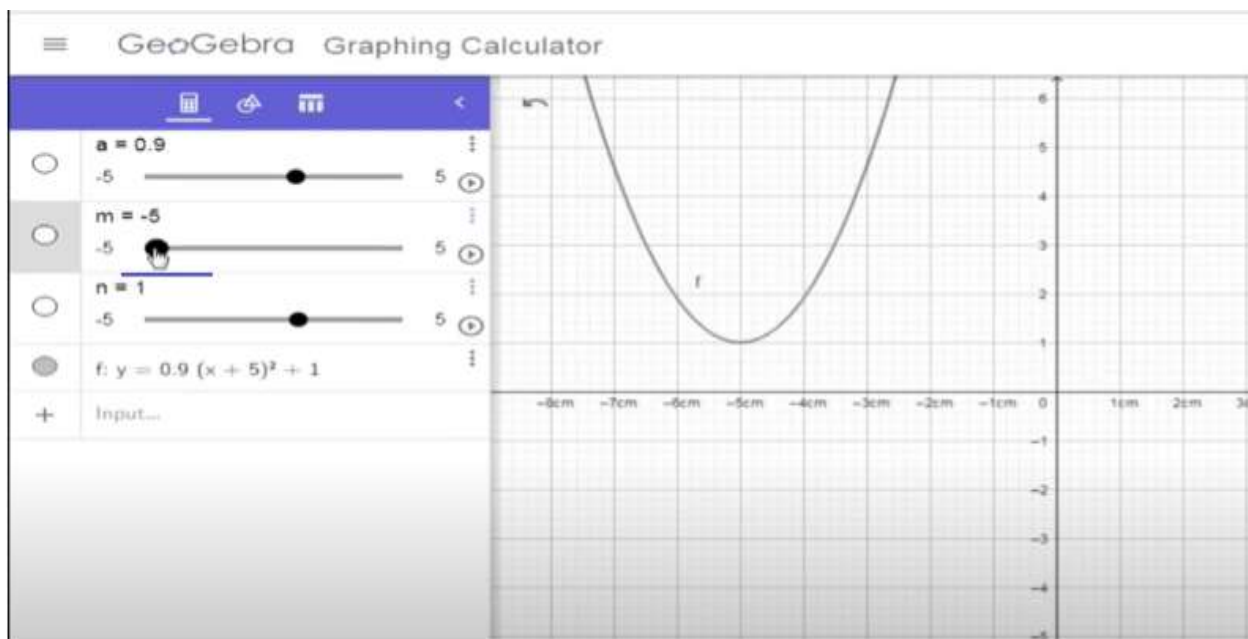 GeoGebra Graphing Calculator
a = 0.9
-5 5
m = -5
-5 5
n = 1
-5 5
f: y = 0.9 (x + 5)² + 1
+ Input...
f
6
5
4
3
2
1
-8cm -7cm -6cm -5cm -4cm -3cm -2cm -1cm 0 1cm 2cm
-1
-2
-3
-4
-5